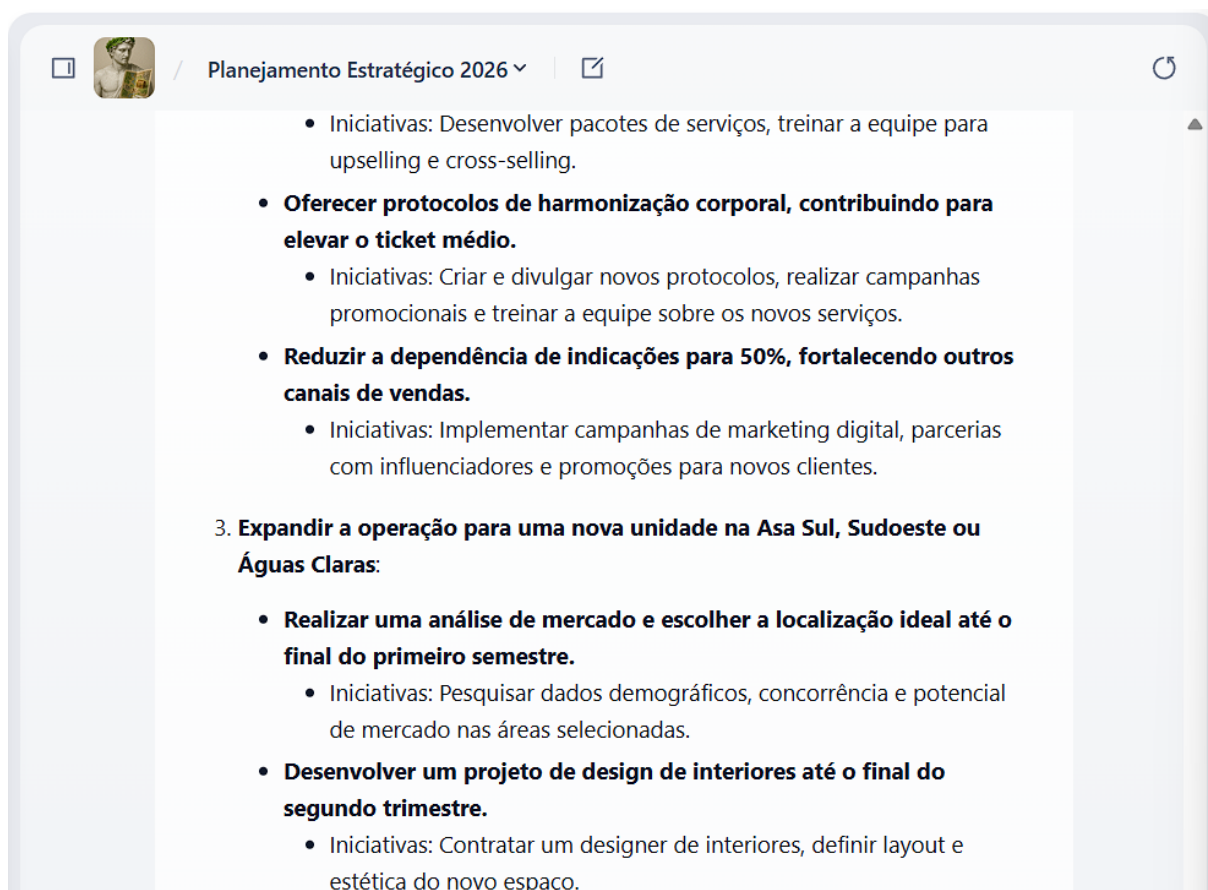 Planejamento Estratégico 2026
• Iniciativas: Desenvolver pacotes de serviços, treinar a equipe para
upselling e cross-selling.
• Oferecer protocolos de harmonização corporal, contribuindo para
elevar o ticket médio.
• Iniciativas: Criar e divulgar novos protocolos, realizar campanhas
promocionais e treinar a equipe sobre os novos serviços.
• Reduzir a dependência de indicações para 50%, fortalecendo outros
canais de vendas.
• Iniciativas: Implementar campanhas de marketing digital, parcerias
com influenciadores e promoções para novos clientes.
3. Expandir a operação para uma nova unidade na Asa Sul, Sudoeste ou
Águas Claras:
• Realizar uma análise de mercado e escolher a localização ideal até o
final do primeiro semestre.
• Iniciativas: Pesquisar dados demográficos, concorrência e potencial
de mercado nas áreas selecionadas.
• Desenvolver um projeto de design de interiores até o final do
segundo trimestre.
• Iniciativas: Contratar um designer de interiores, definir layout e
estética do novo espaço.